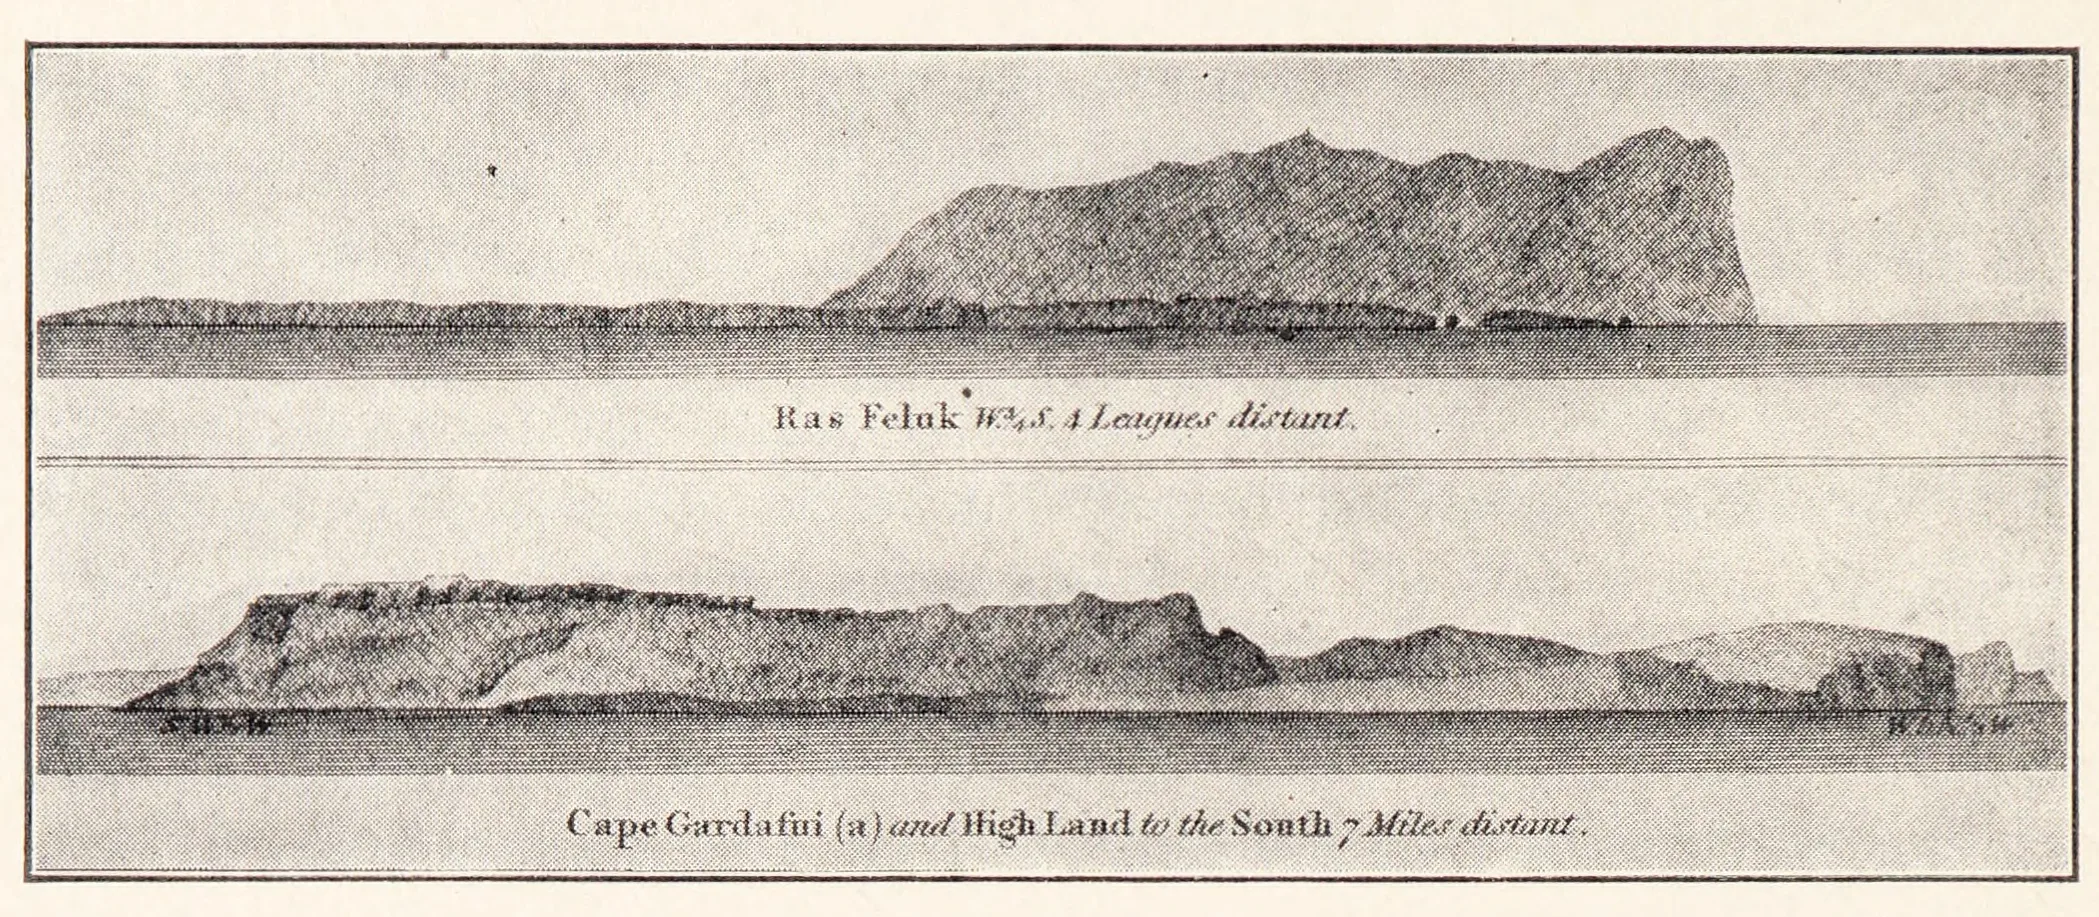 Ras Feluk W¾S. 4 Leagues distant.
Cape Gardafui (a) and High Land to the South 7 Miles distant.